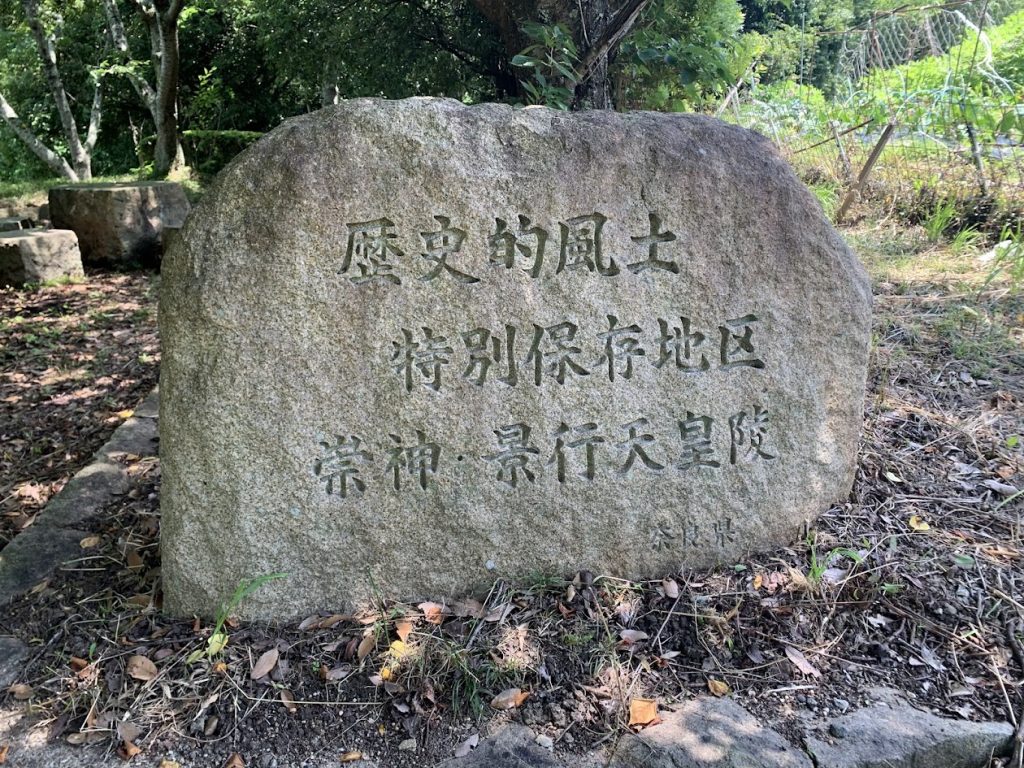 歴史的風土
特別保存地区
崇神・景行天皇陵
奈良県